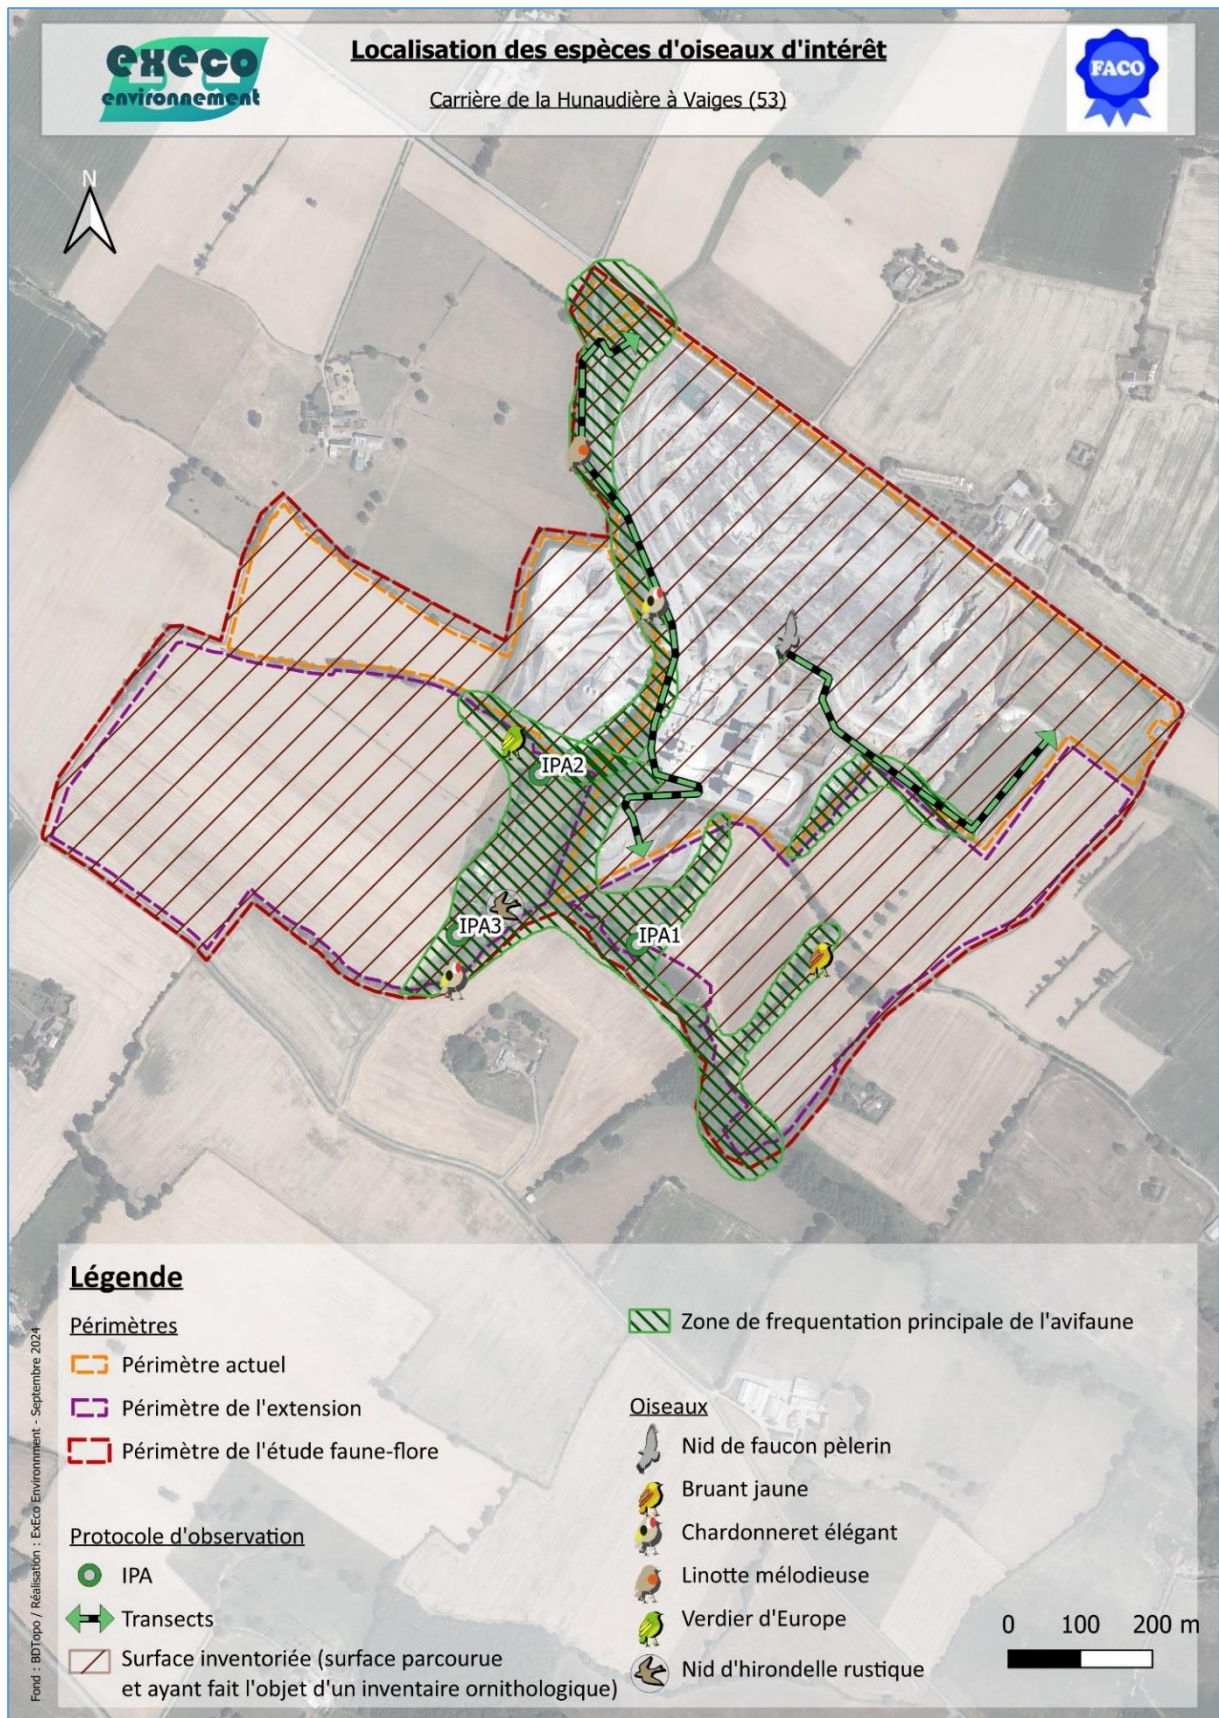 execo
environnement
Localisation des espèces d'oiseaux d'intérêt
Carrière de la Hunaudière à Vaiges (53)
FACO
N
IPA2
IPA3
IPA1
Légende
Périmètres
Périmètre actuel
Périmètre de l'extension
Périmètre de l'étude faune-flore
Protocole d'observation
IPA
Transects
Surface inventoriée (surface parcourue
et ayant fait l'objet d'un inventaire ornithologique)
Zone de frequentation principale de l'avifaune
Oiseaux
Nid de faucon pèlerin
Bruant jaune
Chardonneret élégant
Linotte mélodieuse
Verdier d'Europe
Nid d'hirondelle rustique
0 100 200 m
Fond : BDTopo / Réalisation : ExEco Environnment - Septembre 2024